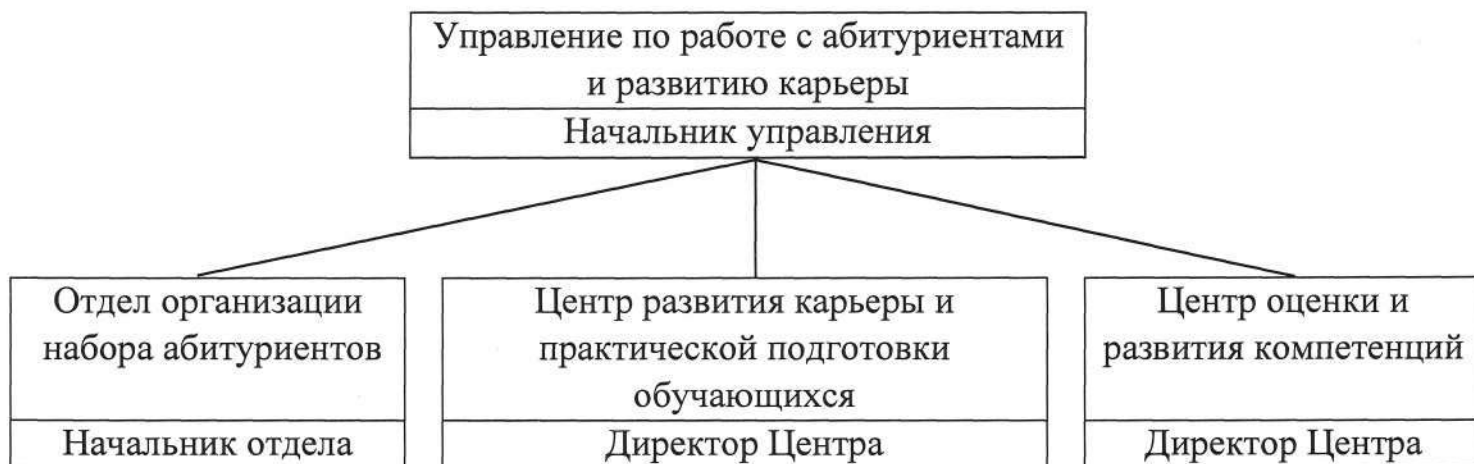 Управление по работе с абитуриентами
и развитию карьеры
Начальник управления
Отдел организации
набора абитуриентов
Начальник отдела
Центр развития карьеры и
практической подготовки
обучающихся
Директор Центра
Центр оценки и
развития компетенций
Директор Центра